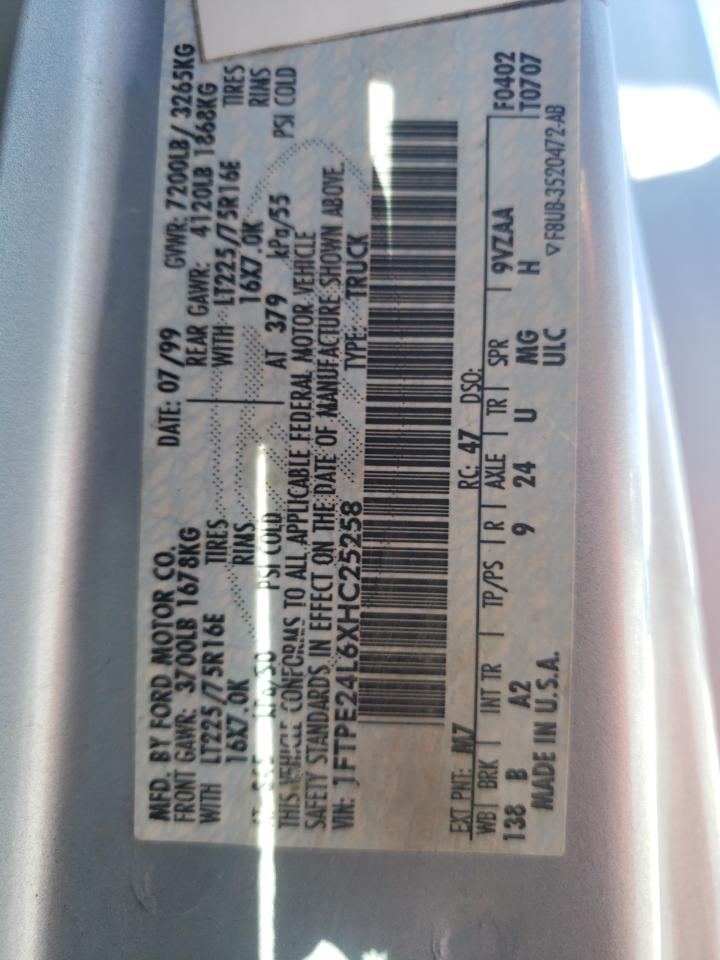 MFD. BY FORD MOTOR CO. DATE: 07/99 GVWR: 7200LB/ 3265KG
FRONT GAWR: 3700LB 1678KG REAR GAWR: 4120LB 1868KG
WITH LT225/75R16E TIRES WITH LT225/75R16E TIRES
16X7.0K RIMS 16X7.0K RIMS
PSI COLD AT 379 kPa/55 PSI COLD
THIS VEHICLE CONFORMS TO ALL APPLICABLE FEDERAL MOTOR VEHICLE
SAFETY STANDARDS IN EFFECT ON THE DATE OF MANUFACTURE SHOWN ABOVE.
VIN: 1FTPE24L6XHC25258 TYPE: TRUCK
EXT PNT: M7 RC: 47 DSO:
WB | BRK | INT TR | TP/PS | R | AXLE | TR | SPR | 9VZAA F0402
138 B A2 9 24 U MG H T0707
MADE IN U.S.A. ULC ▽F8UB-3520472-AB